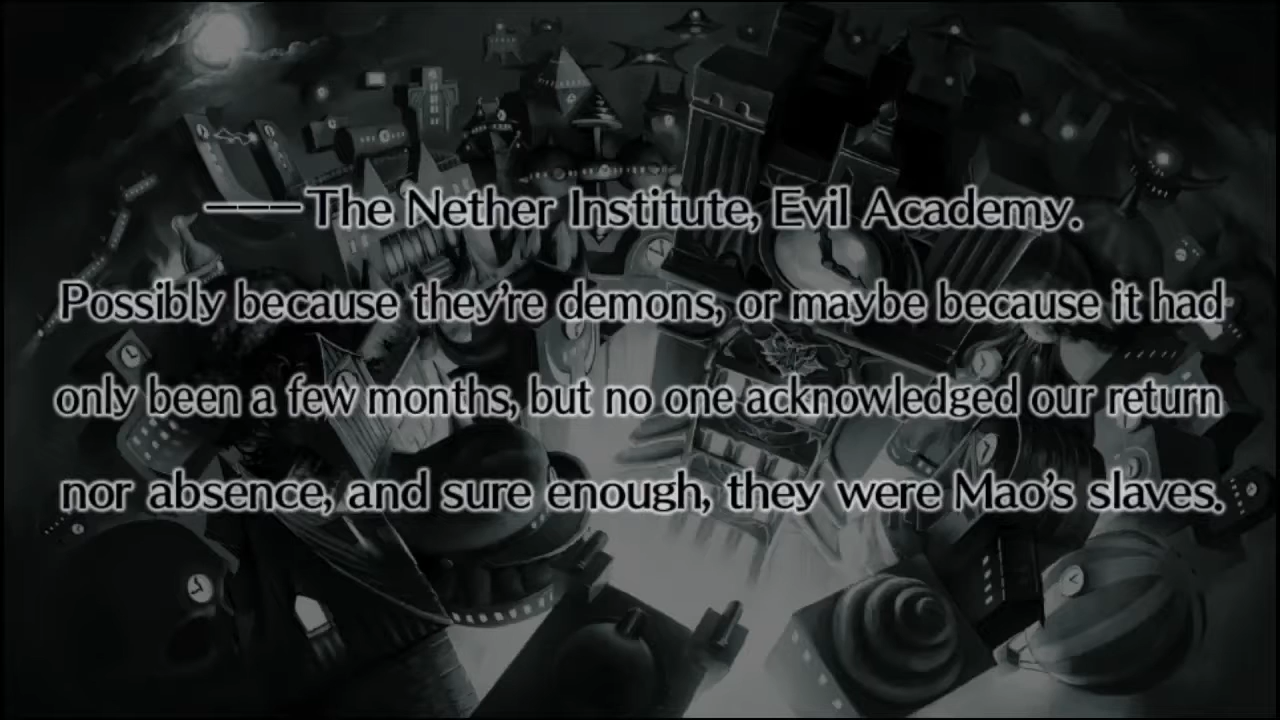 ———The Nether Institute, Evil Academy.
Possibly because they're demons, or maybe because it had
only been a few months, but no one acknowledged our return
nor absence, and sure enough, they were Mao's slaves.